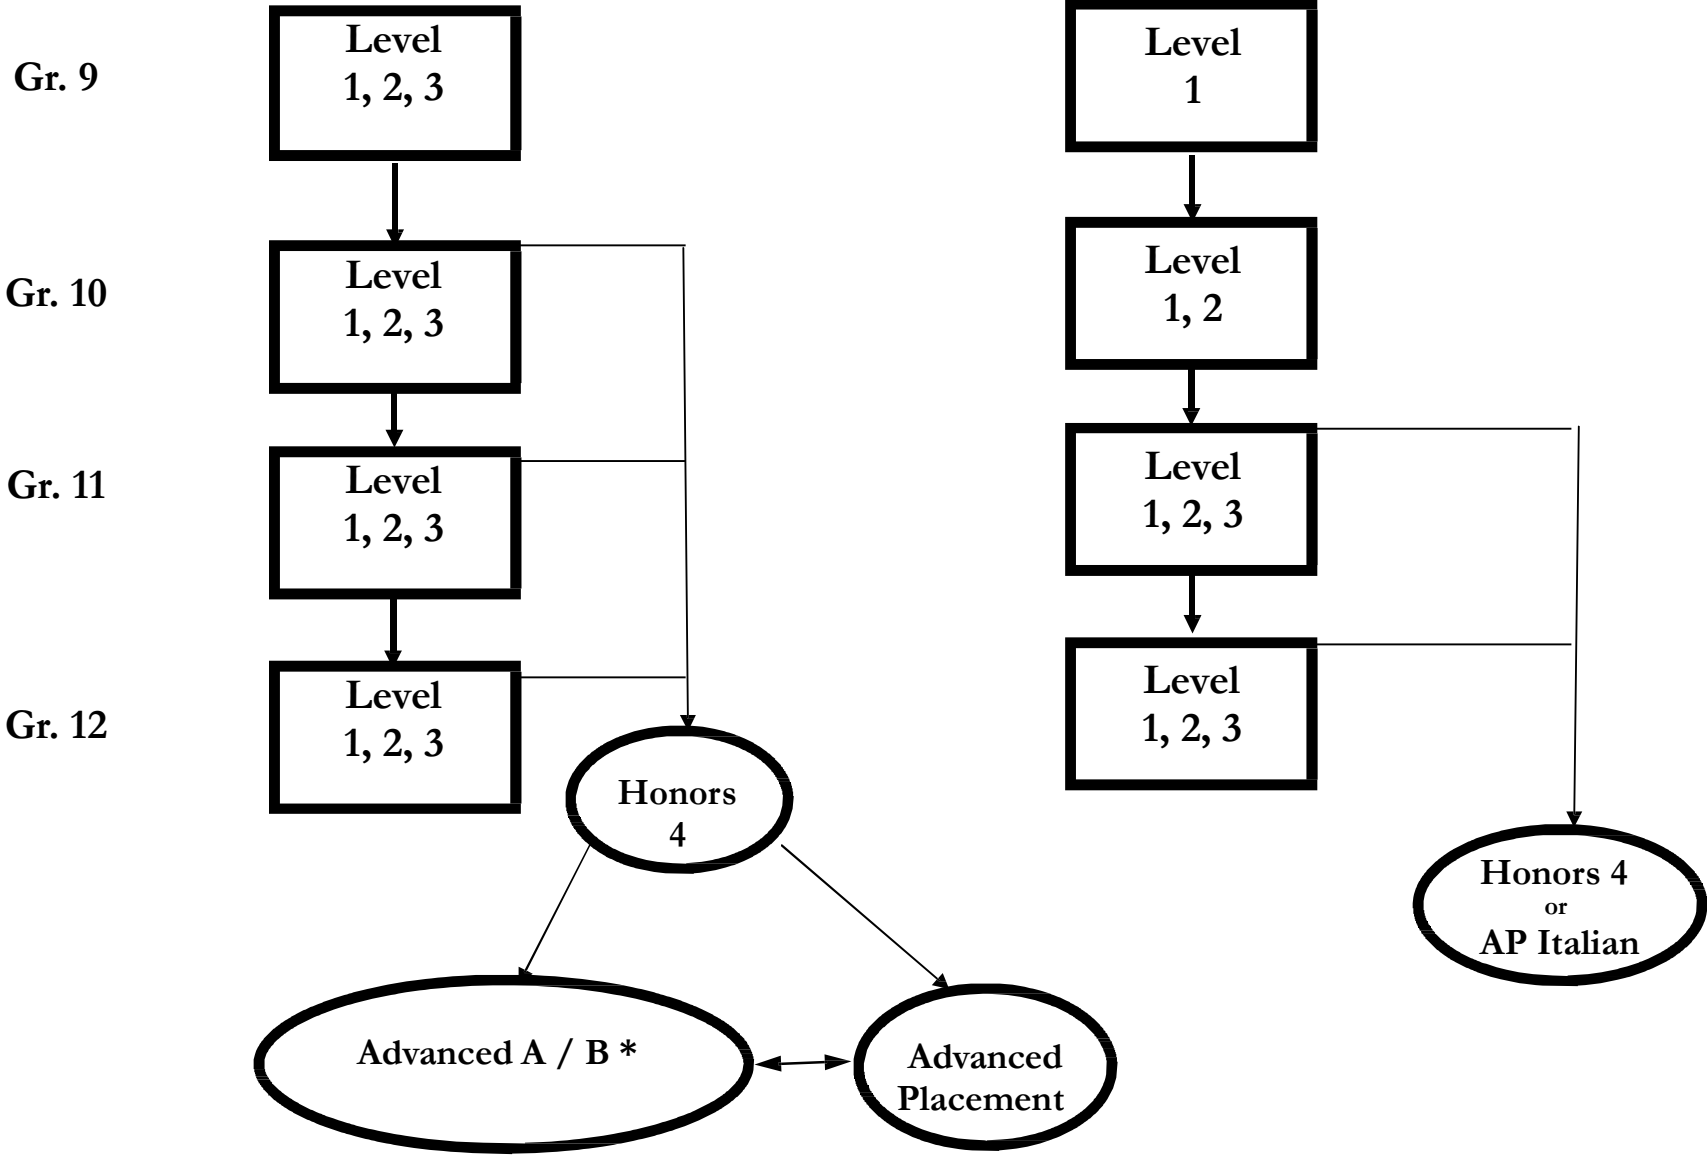 Gr. 9
Level
1, 2, 3
Level
1
Gr. 10
Level
1, 2, 3
Level
1, 2
Gr. 11
Level
1, 2, 3
Level
1, 2, 3
Gr. 12
Level
1, 2, 3
Level
1, 2, 3
Honors
4
Honors 4
or
AP Italian
Advanced A / B *
Advanced
Placement